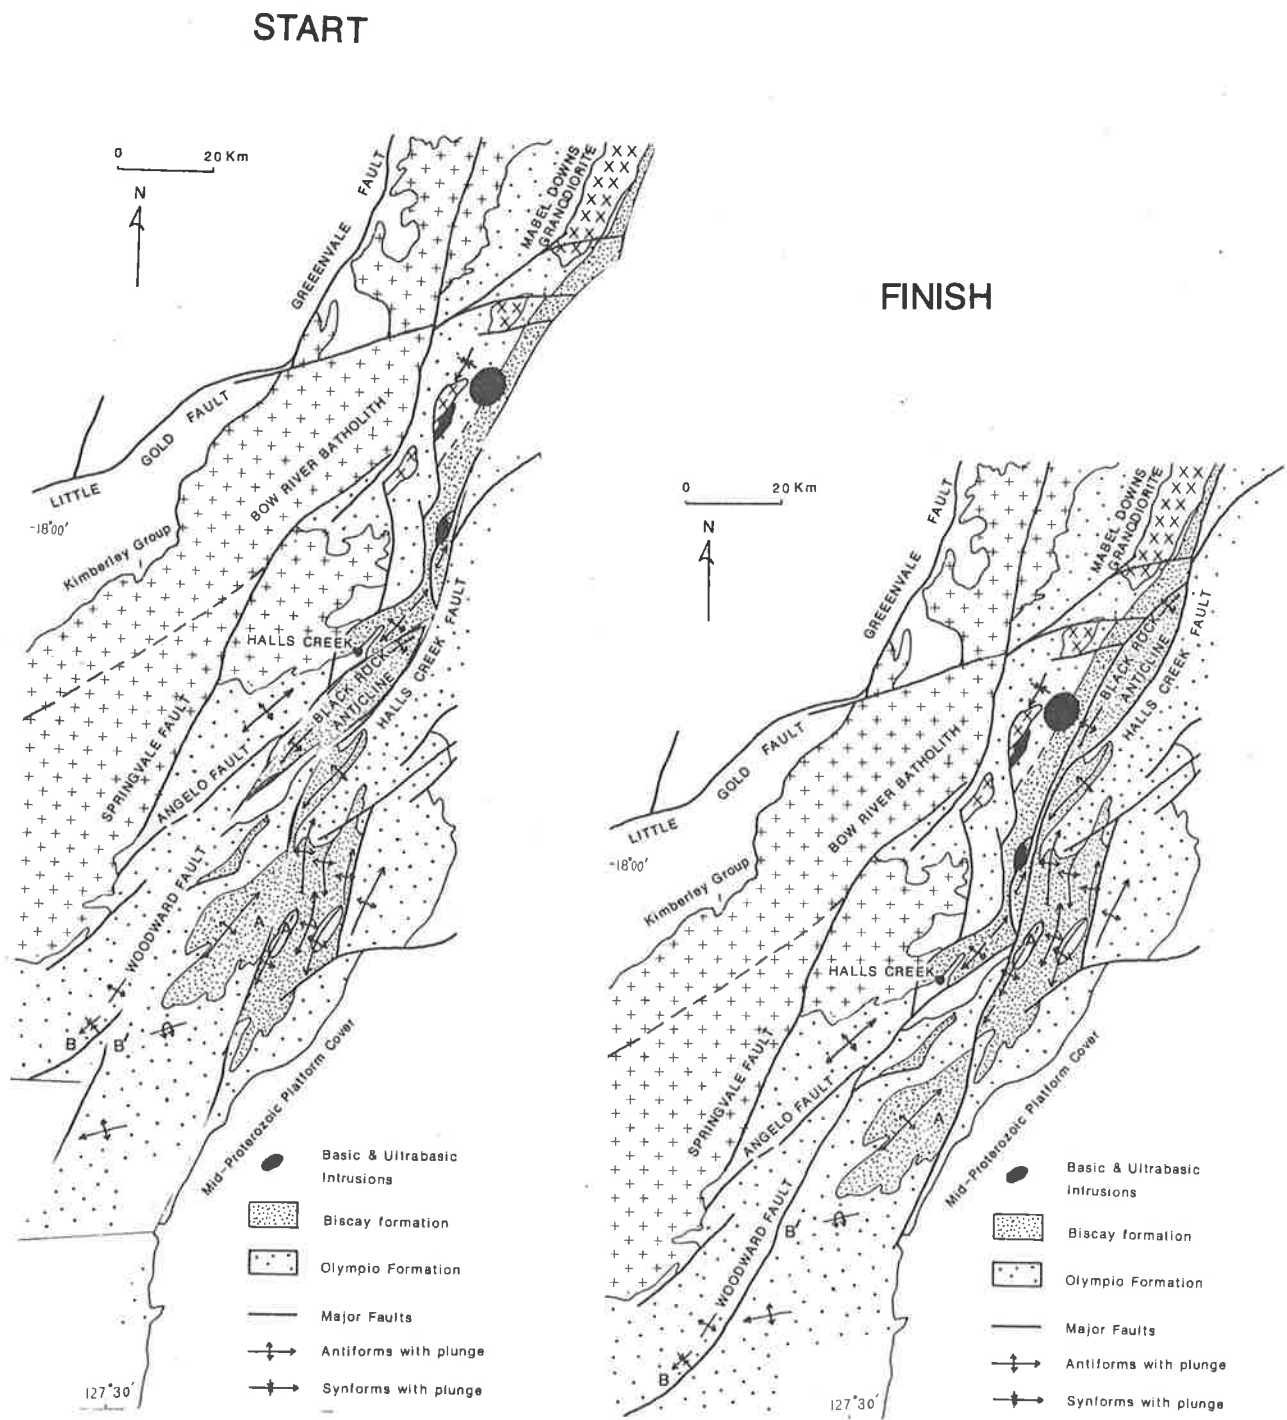 START
0 20 Km
N
GREEENVALE FAULT
MABEL DOWNS
GRANODIORITE
LITTLE GOLD FAULT
BOW RIVER BATHOLITH
-18°00'
Kimberley Group
HALLS CREEK
BLACK ROCK
ANTICLINE
HALLS CREEK FAULT
SPRINGVALE FAULT
ANGELO FAULT
WOODWARD FAULT
A
A'
B
B'
Mid-Proterozoic Platform Cover
Basic & Ultrabasic
Intrusions
Biscay formation
Olympio Formation
Major Faults
Antiforms with plunge
Synforms with plunge
127°30'
FINISH
0 20 Km
N
GREEENVALE FAULT
MABEL DOWNS
GRANODIORITE
LITTLE GOLD FAULT
BOW RIVER BATHOLITH
-18°00'
Kimberley Group
BLACK ROCK
ANTICLINE
HALLS CREEK FAULT
HALLS CREEK
SPRINGVALE FAULT
ANGELO FAULT
WOODWARD FAULT
A'
A
B'
B
Mid-Proterozoic Platform Cover
Basic & Ultrabasic
Intrusions
Biscay formation
Olympio Formation
Major Faults
Antiforms with plunge
Synforms with plunge
127°30'